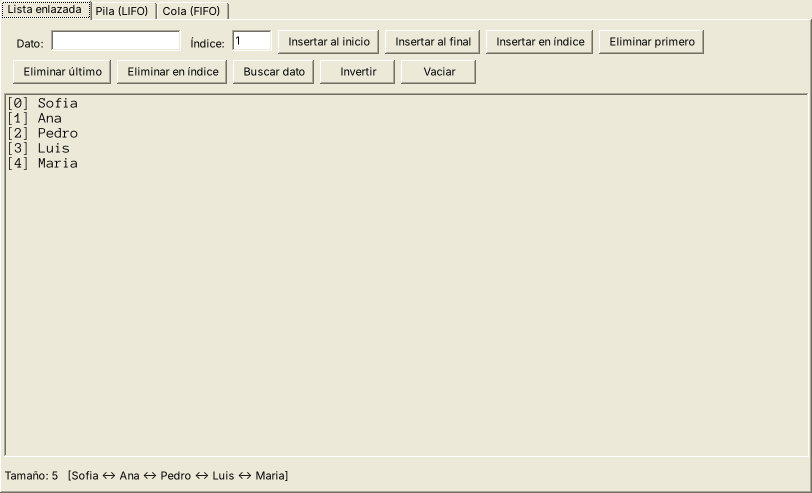 Lista enlazada Pila (LIFO) Cola (FIFO)
Dato: Índice: 1 Insertar al inicio Insertar al final Insertar en índice Eliminar primero
Eliminar último Eliminar en índice Buscar dato Invertir Vaciar
[0] Sofia
[1] Ana
[2] Pedro
[3] Luis
[4] Maria
Tamaño: 5 [Sofia ↔ Ana ↔ Pedro ↔ Luis ↔ Maria]